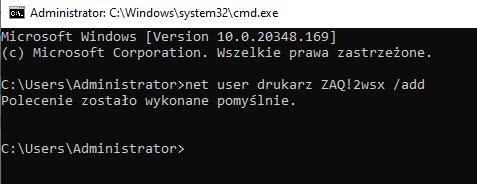 Administrator: C:\Windows\system32\cmd.exe
Microsoft Windows [Version 10.0.20348.169]
(c) Microsoft Corporation. Wszelkie prawa zastrzeżone.
C:\Users\Administrator>net user drukarz ZAQ!2wsx /add
Polecenie zostało wykonane pomyślnie.
C:\Users\Administrator>